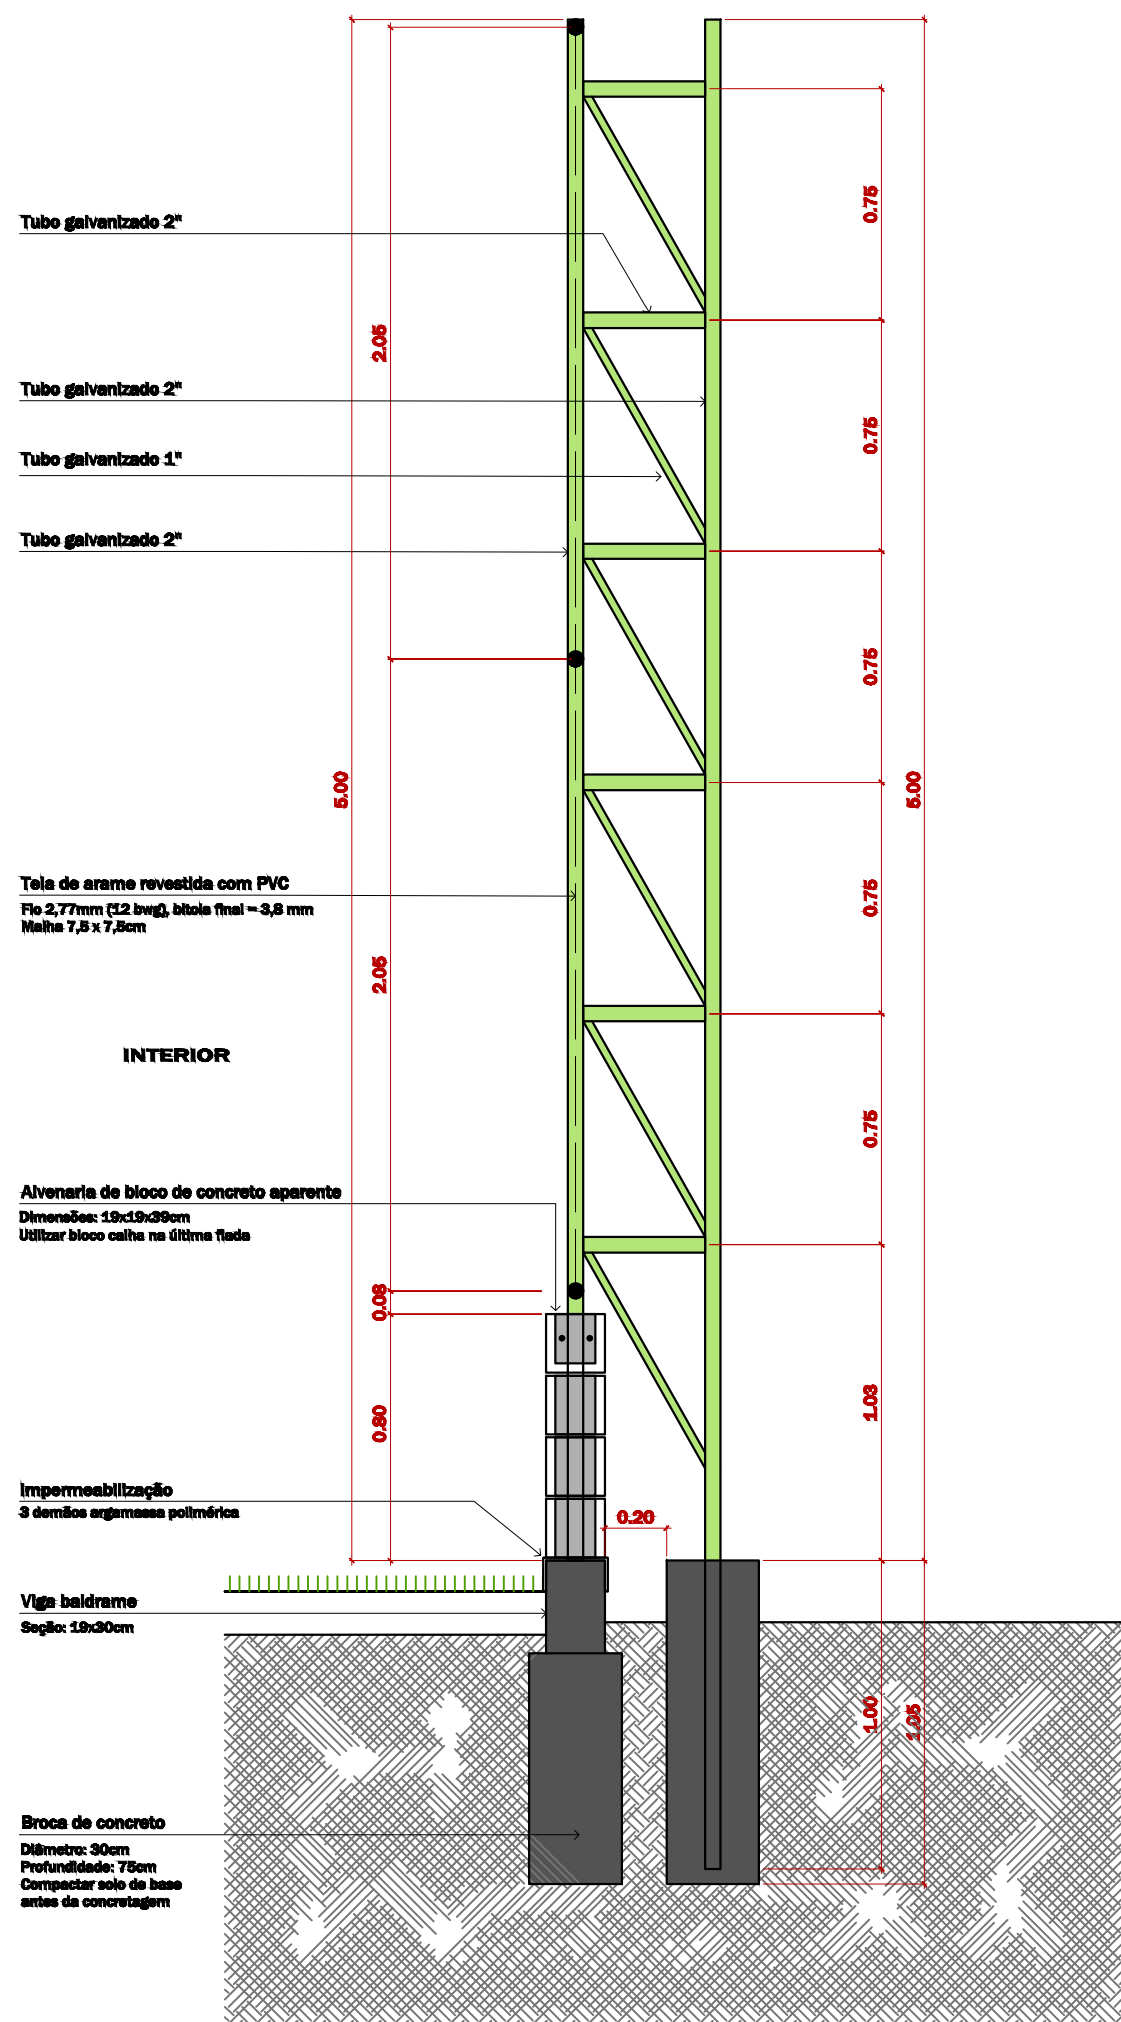 0.75
Tubo galvanizado 2"
2.05
Tubo galvanizado 2"
0.75
Tubo galvanizado 1"
Tubo galvanizado 2"
0.75
5.00
5.00
Tela de arame revestida com PVC
Fio 2,77mm (12 bwg), bitola final = 3,8 mm
Malha 7,5 x 7,5cm
0.75
2.05
INTERIOR
0.75
Alvenaria de bloco de concreto aparente
Dimensões: 19x19x39cm
Utilizar bloco calha na última fiada
0.08
1.03
0.80
Impermeabilização
3 demãos argamassa polimérica
0.20
Viga baldrame
Seção: 19x30cm
1.00
1.05
Broca de concreto
Diâmetro: 30cm
Profundidade: 75cm
Compactar solo de base
antes da concretagem